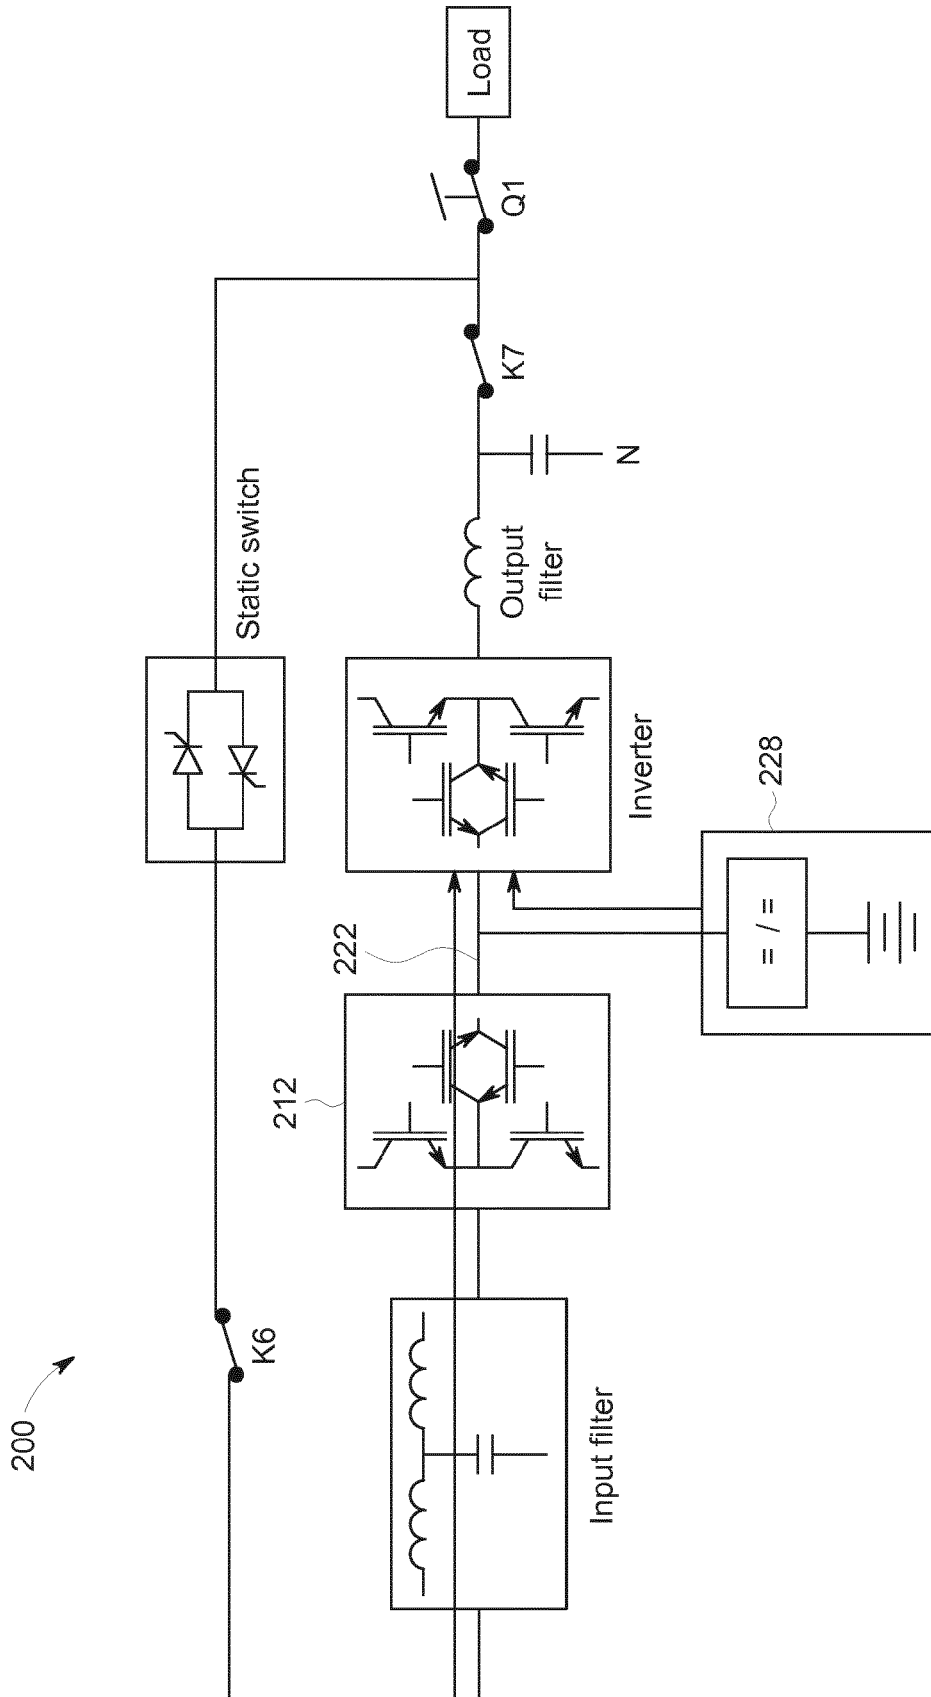 200
K6
Static switch
Input filter
212
222
Inverter
Output
filter
N
K7
Q1
Load
228
= / =